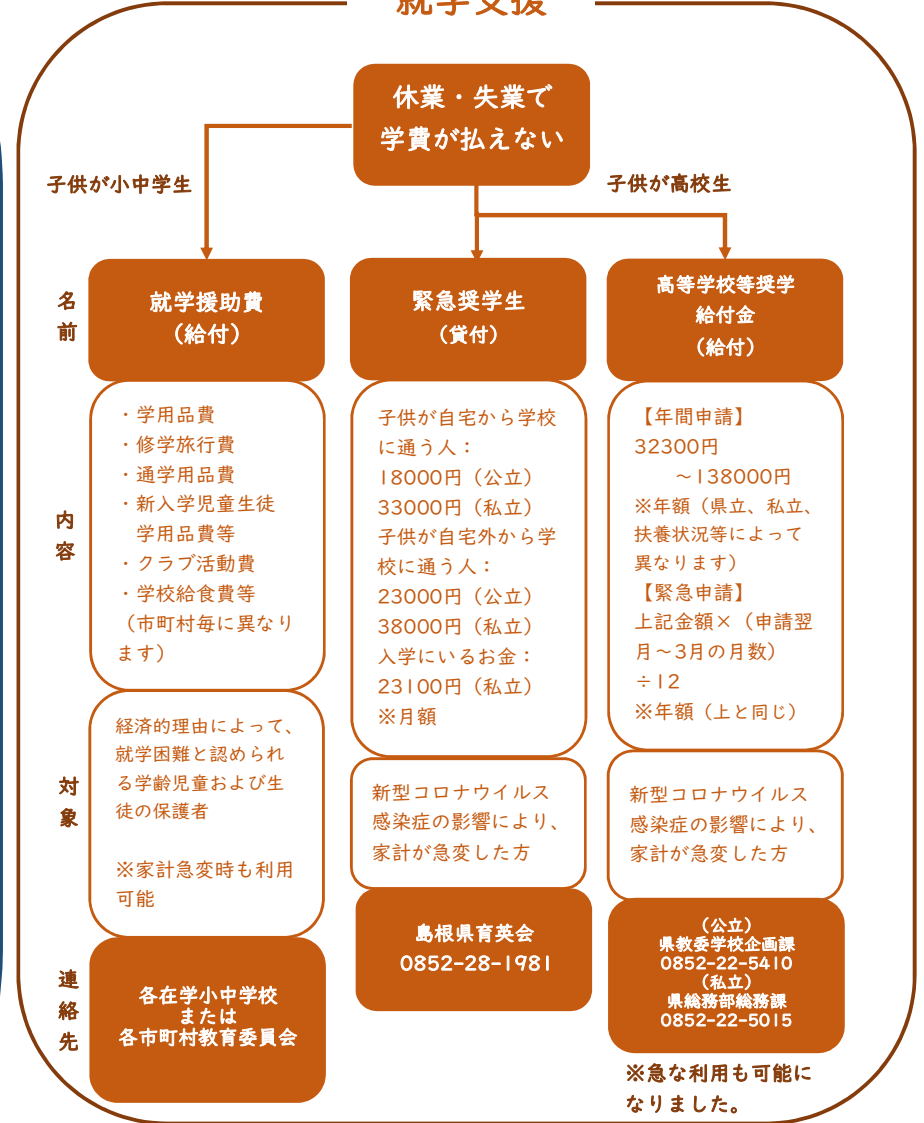 就学支援
休業・失業で
学費が払えない
子供が小中学生
子供が高校生
名前
就学援助費
(給付)
緊急奨学生
(貸付)
高等学校等奨学
給付金
(給付)
内容
・学用品費
・修学旅行費
・通学用品費
・新入学児童生徒
学用品費等
・クラブ活動費
・学校給食費等
(市町村毎に異なり
ます)
子供が自宅から学校
に通う人：
18000円(公立)
33000円(私立)
子供が自宅外から学
校に通う人：
23000円(公立)
38000円(私立)
入学にいるお金：
23100円(私立)
※月額
【年間申請】
32300円
～138000円
※年額(県立、私立、
扶養状況等によって
異なります)
【緊急申請】
上記金額×(申請翌
月～3月の月数)
÷12
※年額(上と同じ)
対象
経済的理由によって、
就学困難と認められ
る学齢児童および生
徒の保護者
※家計急変時も利用
可能
新型コロナウイルス
感染症の影響により、
家計が急変した方
新型コロナウイルス
感染症の影響により、
家計が急変した方
連絡先
各在学小中学校
または
各市町村教育委員会
島根県育英会
0852-28-1981
(公立)
県教委学校企画課
0852-22-5410
(私立)
県総務部総務課
0852-22-5015
※急な利用も可能に
なりました。